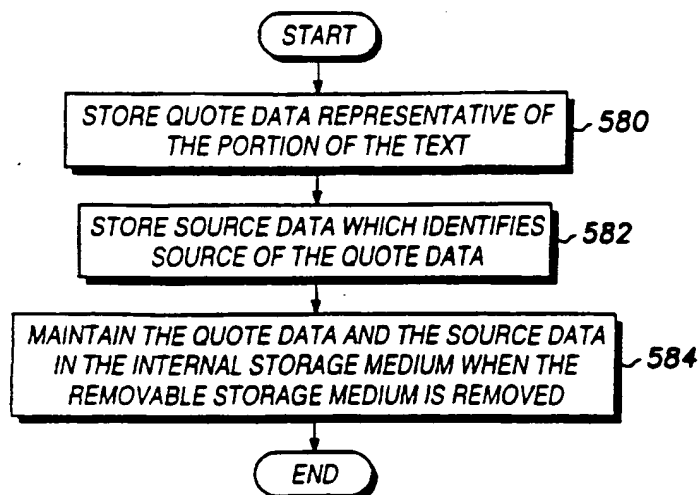 START
STORE QUOTE DATA REPRESENTATIVE OF
THE PORTION OF THE TEXT
580
STORE SOURCE DATA WHICH IDENTIFIES
SOURCE OF THE QUOTE DATA
582
MAINTAIN THE QUOTE DATA AND THE SOURCE DATA
IN THE INTERNAL STORAGE MEDIUM WHEN THE
REMOVABLE STORAGE MEDIUM IS REMOVED
584
END